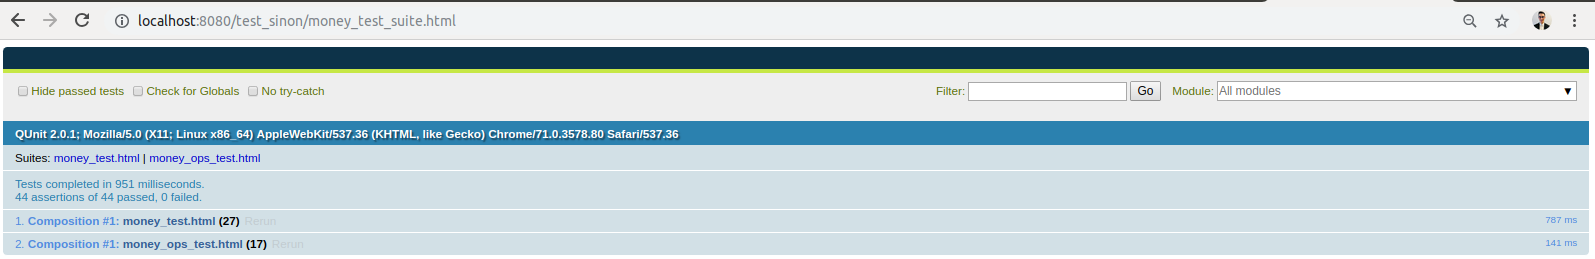 localhost:8080/test_sinon/money_test_suite.html
Hide passed tests Check for Globals No try-catch Filter: Go Module: All modules ▼
QUnit 2.0.1; Mozilla/5.0 (X11; Linux x86_64) AppleWebKit/537.36 (KHTML, like Gecko) Chrome/71.0.3578.80 Safari/537.36
Suites: money_test.html | money_ops_test.html
Tests completed in 951 milliseconds.
44 assertions of 44 passed, 0 failed.
1. Composition #1: money_test.html (27) Rerun 787 ms
2. Composition #1: money_ops_test.html (17) Rerun 141 ms